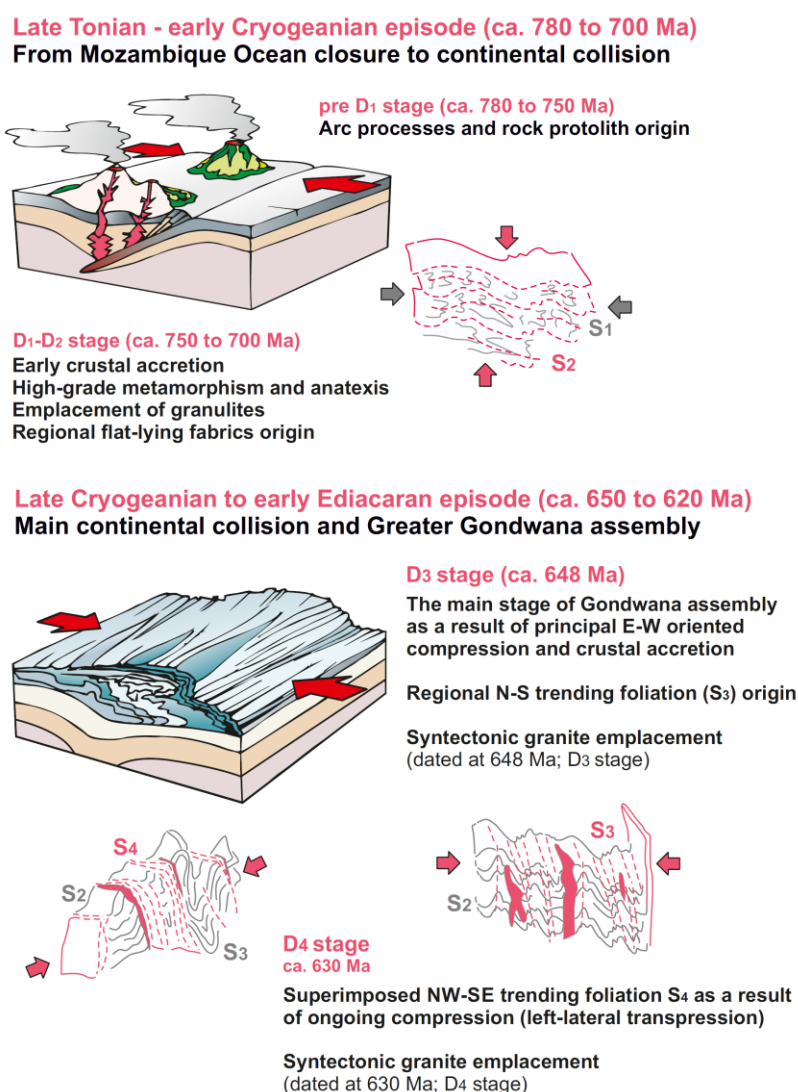 Late Tonian - early Cryogeanian episode (ca. 780 to 700 Ma)
From Mozambique Ocean closure to continental collision
pre D1 stage (ca. 780 to 750 Ma)
Arc processes and rock protolith origin
S1
S2
D1-D2 stage (ca. 750 to 700 Ma)
Early crustal accretion
High-grade metamorphism and anatexis
Emplacement of granulites
Regional flat-lying fabrics origin
Late Cryogeanian to early Ediacaran episode (ca. 650 to 620 Ma)
Main continental collision and Greater Gondwana assembly
D3 stage (ca. 648 Ma)
The main stage of Gondwana assembly
as a result of principal E-W oriented
compression and crustal accretion
Regional N-S trending foliation (S3) origin
Syntectonic granite emplacement
(dated at 648 Ma; D3 stage)
S4
S2
S3
S3
S2
D4 stage
ca. 630 Ma
Superimposed NW-SE trending foliation S4 as a result
of ongoing compression (left-lateral transpression)
Syntectonic granite emplacement
(dated at 630 Ma; D4 stage)